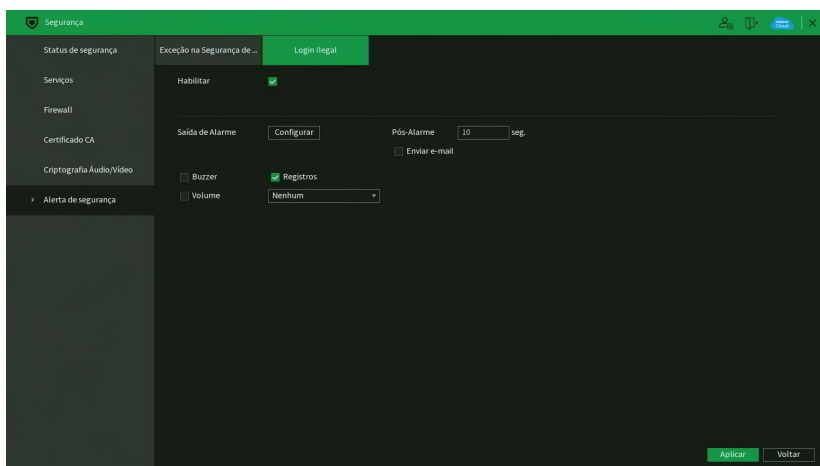 Segurança
Cloud
Status de segurança
Serviços
Firewall
Certificado CA
Criptografia Áudio/Vídeo
> Alerta de segurança
Exceção na Segurança de ...
Login Ilegal
Habilitar
Saída de Alarme
Configurar
Pós-Alarme
10
seg.
Enviar e-mail
Buzzer
Registros
Volume
Nenhum
Aplicar
Voltar